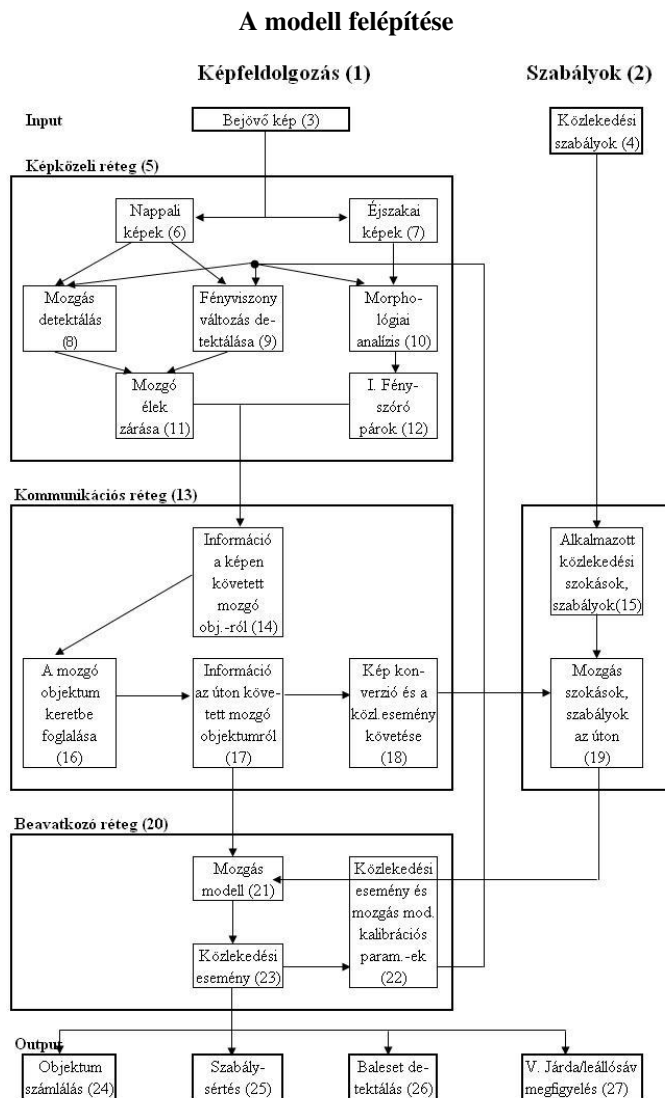 A modell felépítése
Képfeldolgozás (1)
Szabályok (2)
Input
Bejövő kép (3)
Közlekedési
szabályok (4)
Képközeli réteg (5)
Nappali
képek (6)
Éjszakai
képek (7)
Mozgás
detektálás
(8)
Fényviszony
változás de-
tektálása (9)
Morpho-
lógiai
analízis (10)
Mozgó
élek
zárása (11)
I. Fény-
szóró
párok (12)
Kommunikációs réteg (13)
Információ
a képen
követett
mozgó
obj.-ról (14)
Alkalmazott
közlekedési
szokások,
szabályok(15)
A mozgó
objektum
keretbe
foglalása
(16)
Információ
az úton köve-
tett mozgó
objektumról
(17)
Kép kon-
verzió és a
közl.esemény
követése
(18)
Mozgás
szokások,
szabályok
az úton
(19)
Beavatkozó réteg (20)
Mozgás
modell (21)
Közlekedési
esemény és
mozgás mod.
kalibrációs
param.-ek
(22)
Közlekedési
esemény (23)
Output
Objektum
számlálás (24)
Szabály-
sértés (25)
Baleset de-
tektálás (26)
V. Járda/leállósáv
megfigyelés (27)